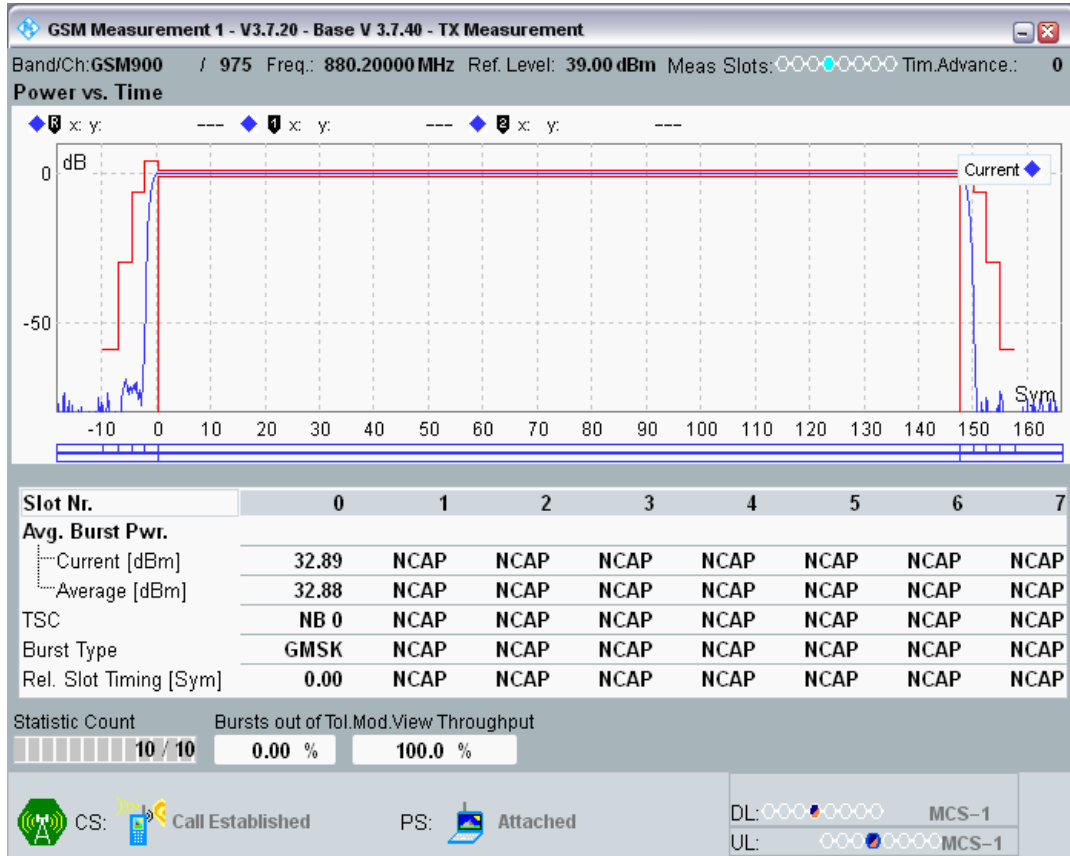 GSM Measurement 1 - V3.7.20 - Base V 3.7.40 - TX Measurement
Band/Ch:GSM900 / 975 Freq.: 880.20000 MHz Ref. Level: 39.00 dBm Meas Slots: Tim.Advance.: 0
Power vs. Time
R x: y: --- 1 x: y: --- 2 x: y: ---
dB
Current
0
-50
Sym
-10 0 10 20 30 40 50 60 70 80 90 100 110 120 130 140 150 160
Slot Nr. 0 1 2 3 4 5 6 7
Avg. Burst Pwr.
Current [dBm] 32.89 NCAP NCAP NCAP NCAP NCAP NCAP NCAP
Average [dBm] 32.88 NCAP NCAP NCAP NCAP NCAP NCAP NCAP
TSC NB 0 NCAP NCAP NCAP NCAP NCAP NCAP NCAP
Burst Type GMSK NCAP NCAP NCAP NCAP NCAP NCAP NCAP
Rel. Slot Timing [Sym] 0.00 NCAP NCAP NCAP NCAP NCAP NCAP NCAP
Statistic Count Bursts out of Tol. Mod.View Throughput
10 / 10 0.00 % 100.0 %
CS: Call Established PS: Attached
DL: MCS-1
UL: MCS-1